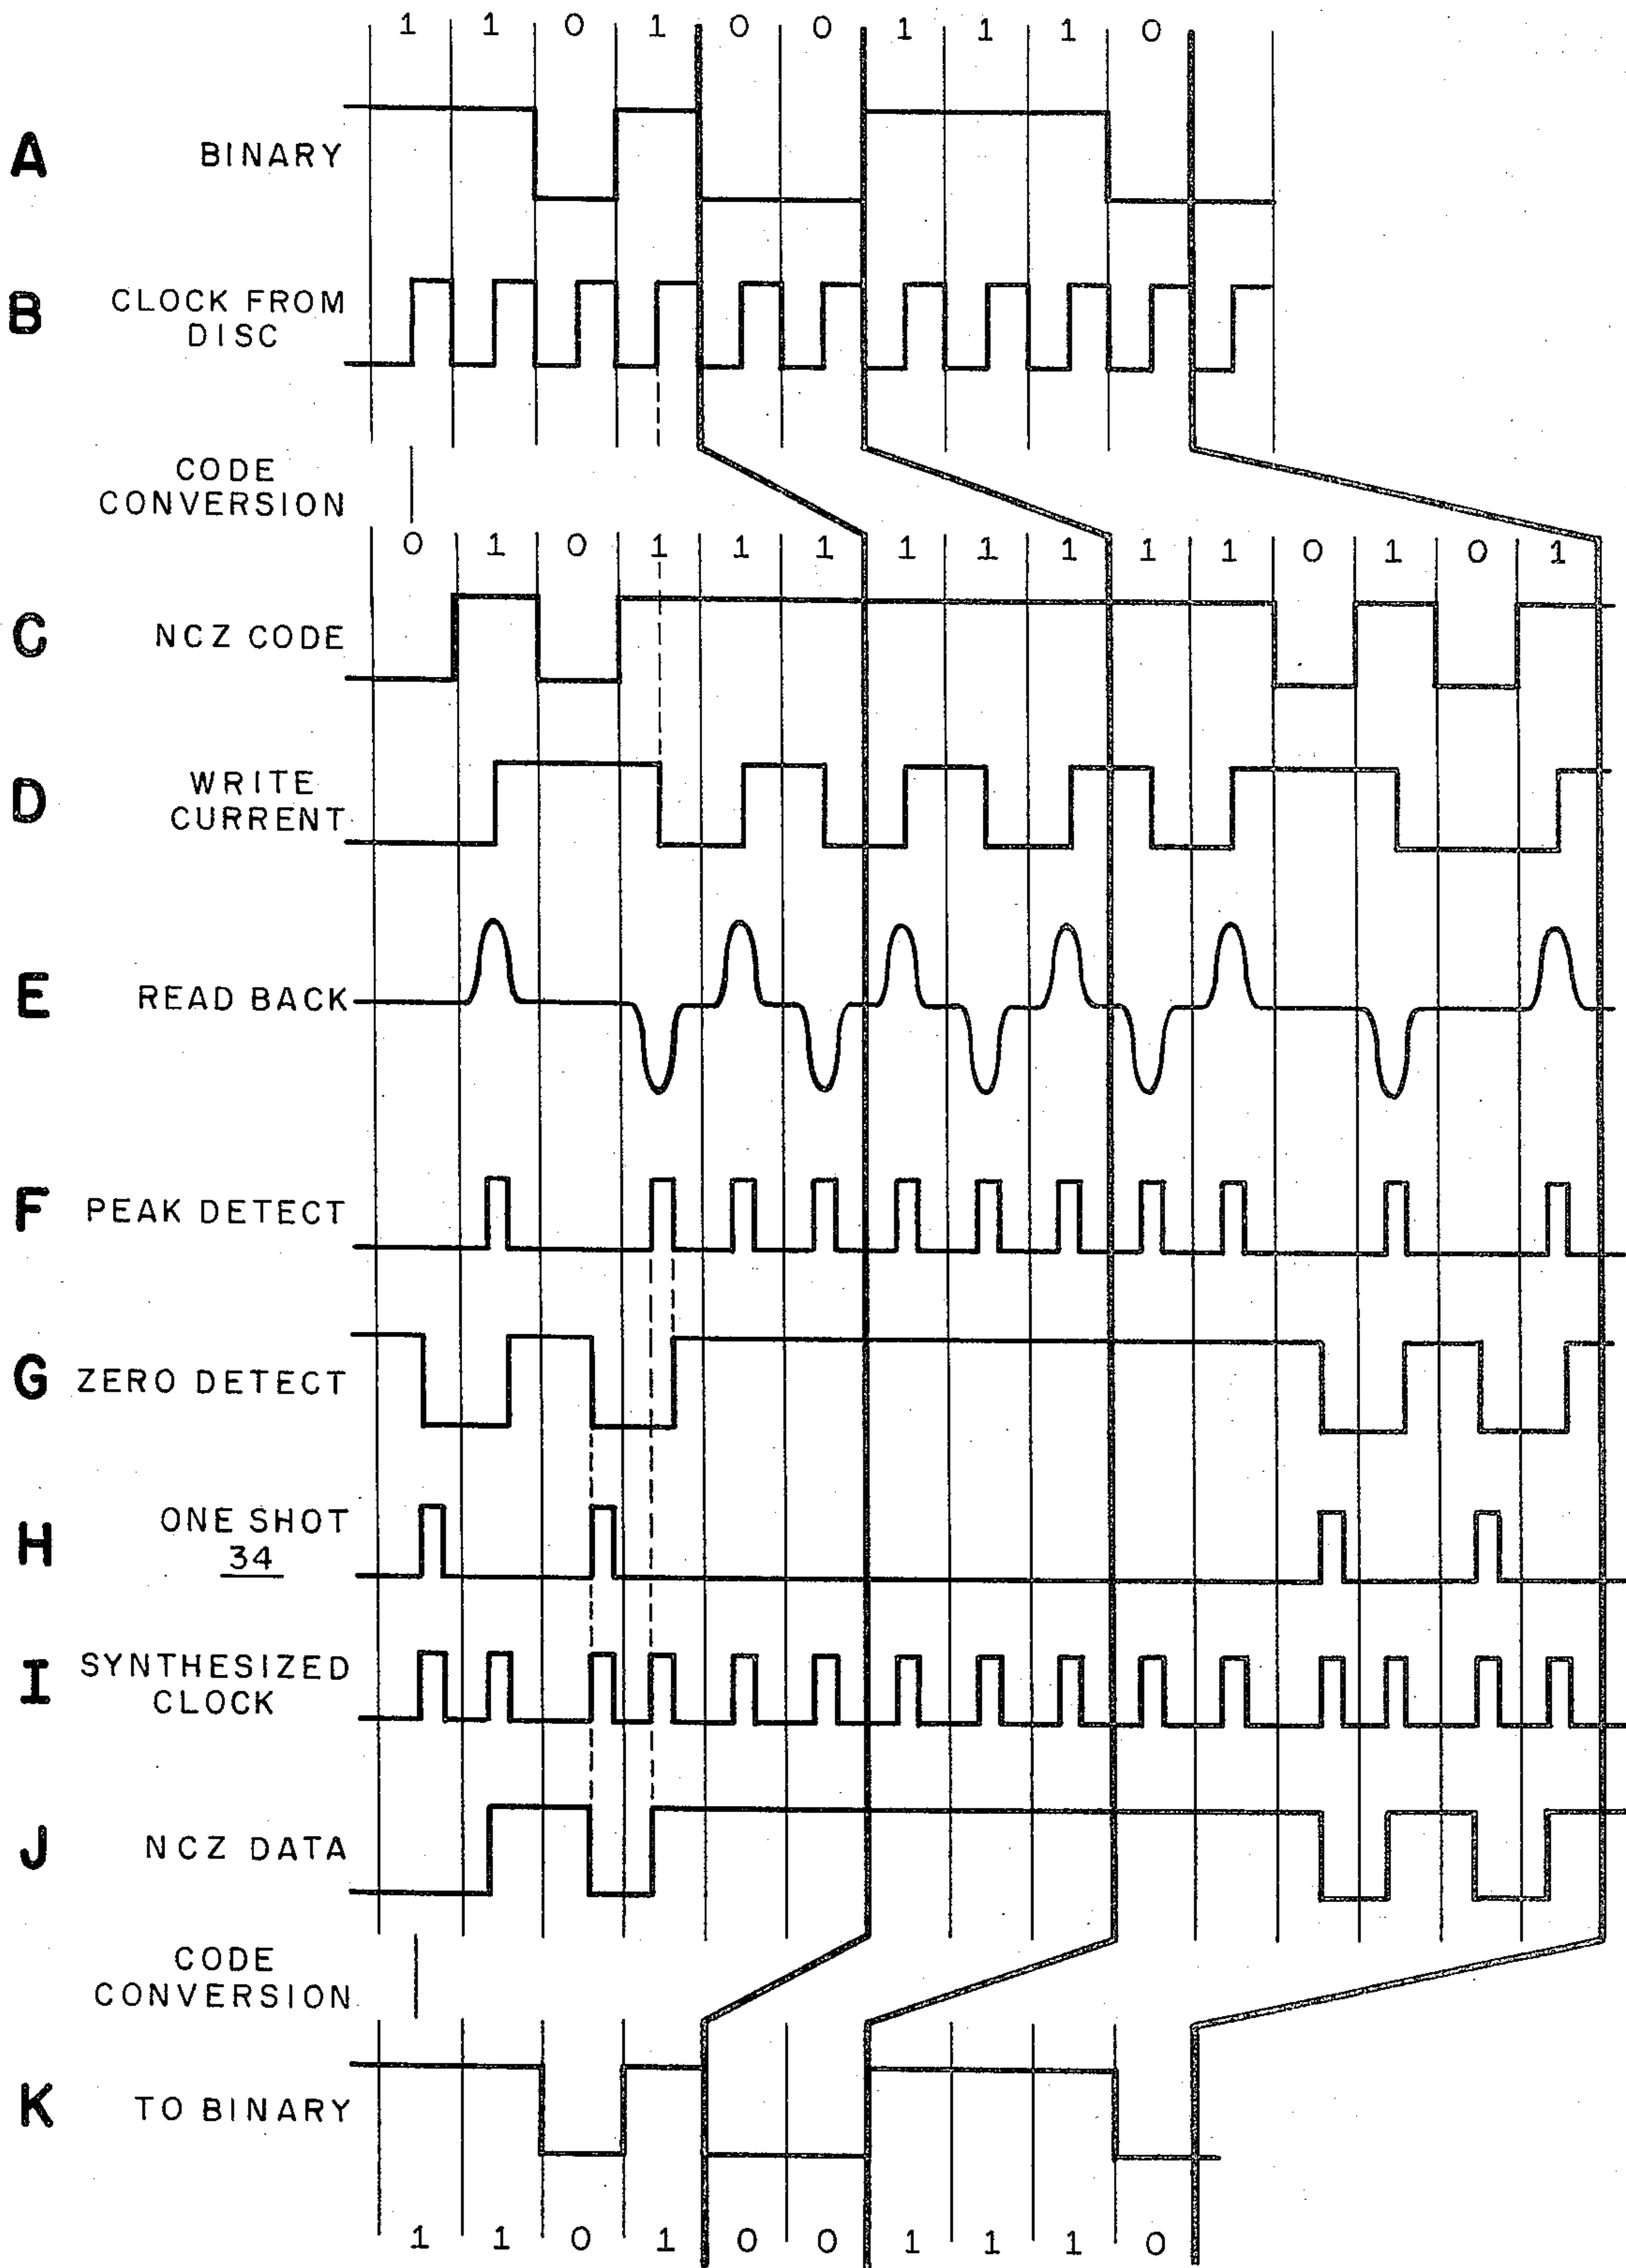 1 1 0 1 0 0 1 1 1 0
A BINARY
B CLOCK FROM
DISC
CODE
CONVERSION
0 1 0 1 1 1 1 1 1 1 1 0 1 0 1
C NCZ CODE
D WRITE
CURRENT
E READ BACK
F PEAK DETECT
G ZERO DETECT
H ONE SHOT
34
I SYNTHESIZED
CLOCK
J NCZ DATA
CODE
CONVERSION
K TO BINARY
1 1 0 1 0 0 1 1 1 0